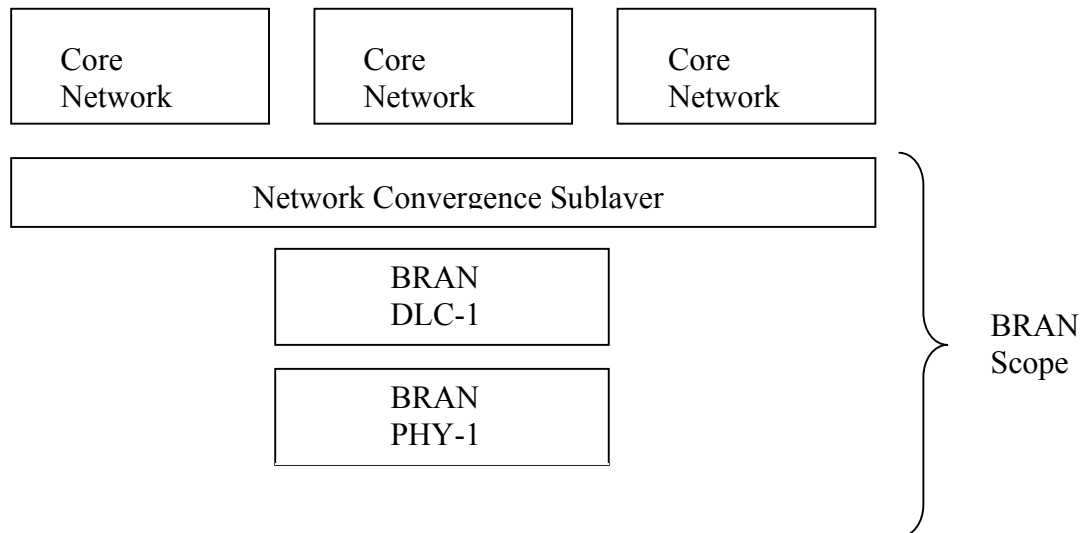 Core
Network
Core
Network
Core
Network
Network Convergence Sublayer
BRAN
DLC-1
BRAN
PHY-1
BRAN
Scope